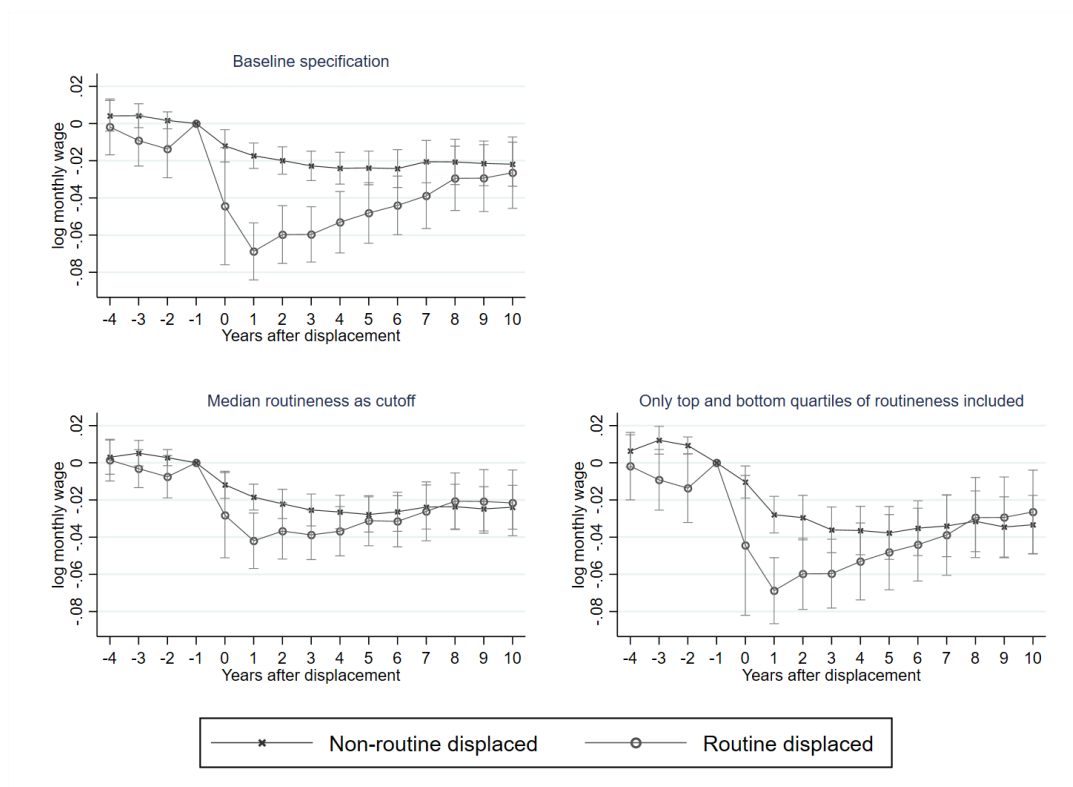 Baseline specification
log monthly wage
.02
0
-.02
-.04
-.06
-.08
-4 -3 -2 -1 0 1 2 3 4 5 6 7 8 9 10
Years after displacement
Median routineness as cutoff
log monthly wage
.02
0
-.02
-.04
-.06
-.08
-4 -3 -2 -1 0 1 2 3 4 5 6 7 8 9 10
Years after displacement
Only top and bottom quartiles of routineness included
log monthly wage
.02
0
-.02
-.04
-.06
-.08
-4 -3 -2 -1 0 1 2 3 4 5 6 7 8 9 10
Years after displacement
Non-routine displaced
Routine displaced